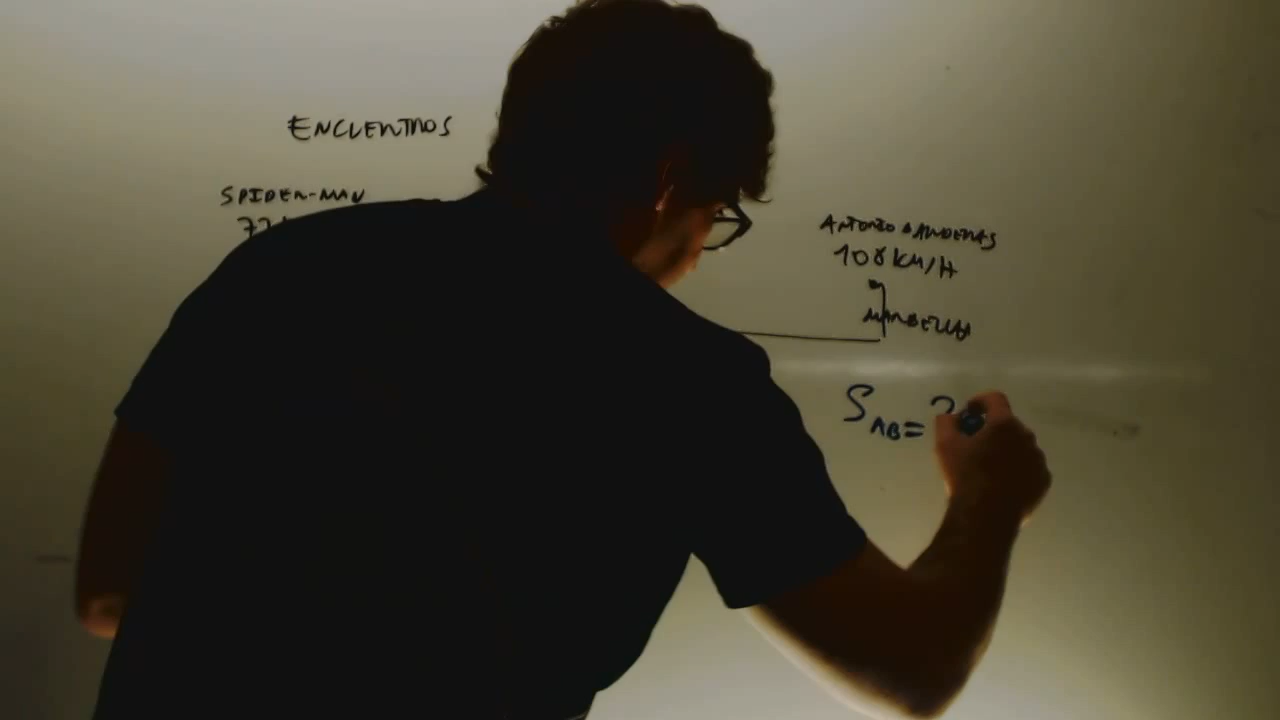 ENCUENTROS
SPIDER-MAN
72
ANTONIO BANDERAS
108 KM/H
MARBELLA
S AB = ?